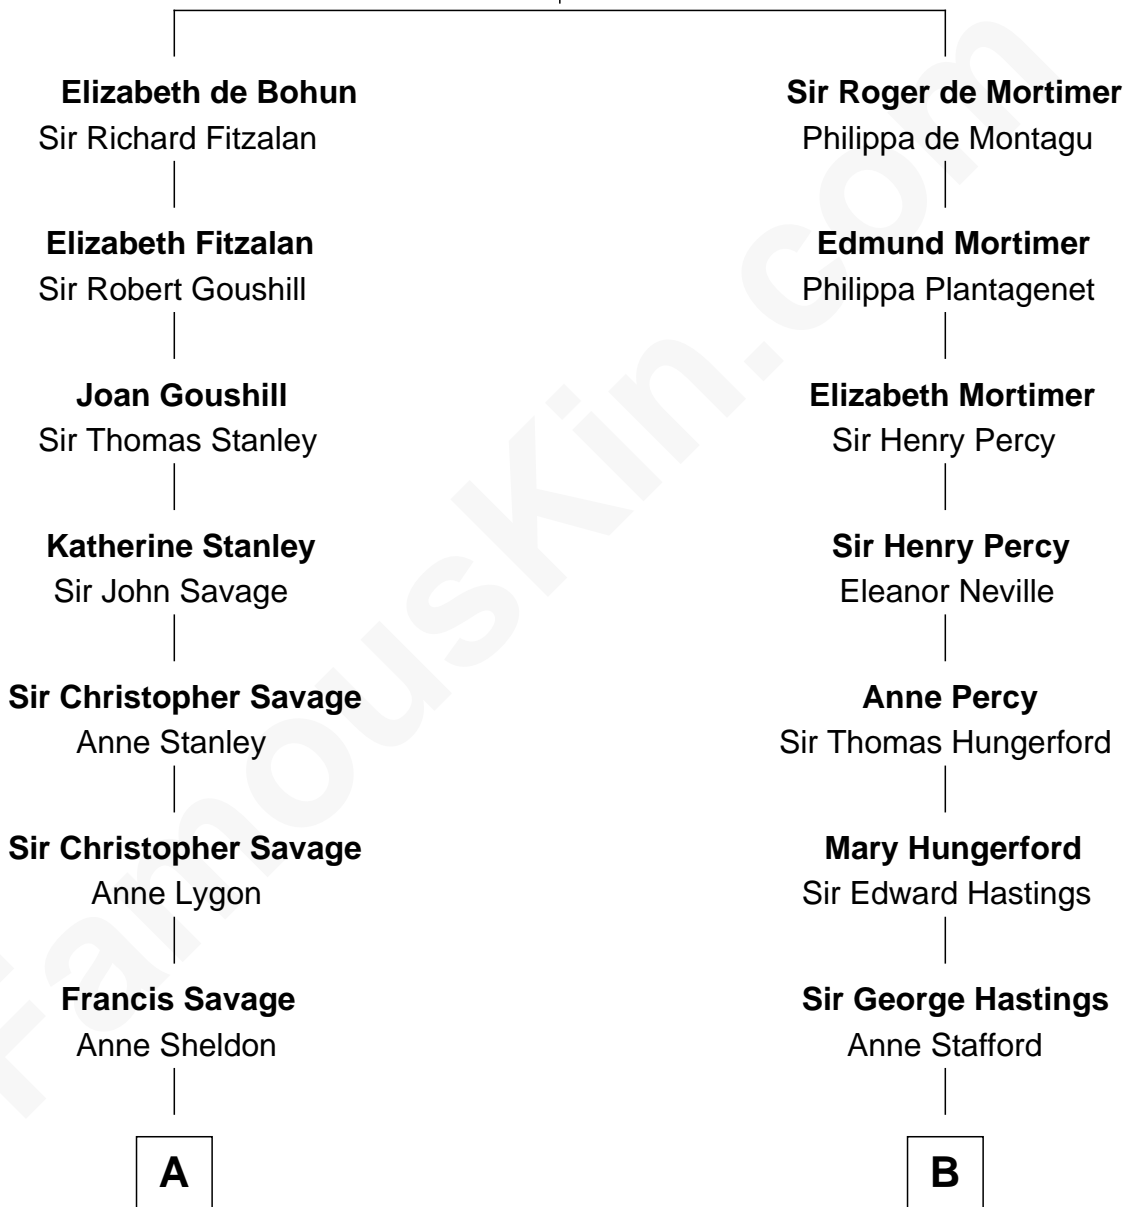 Elizabeth de Bohun
Sir Richard Fitzalan
Elizabeth Fitzalan
Sir Robert Goushill
Joan Goushill
Sir Thomas Stanley
Katherine Stanley
Sir John Savage
Sir Christopher Savage
Anne Stanley
Sir Christopher Savage
Anne Lygon
Francis Savage
Anne Sheldon
A
Sir Roger de Mortimer
Philippa de Montagu
Edmund Mortimer
Philippa Plantagenet
Elizabeth Mortimer
Sir Henry Percy
Sir Henry Percy
Eleanor Neville
Anne Percy
Sir Thomas Hungerford
Mary Hungerford
Sir Edward Hastings
Sir George Hastings
Anne Stafford
B
FamousKin.com